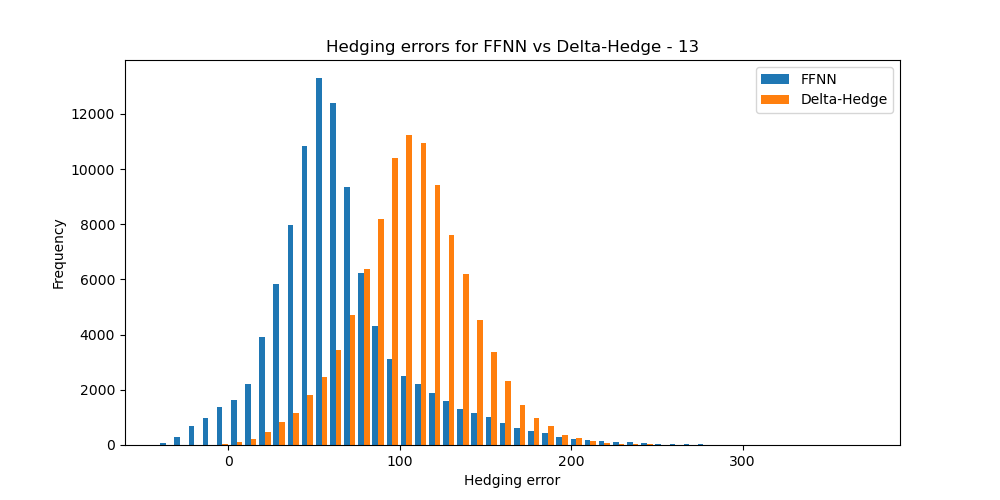 Hedging errors for FFNN vs Delta-Hedge - 13
FFNN
Delta-Hedge
Frequency
12000
10000
8000
6000
4000
2000
0
0 100 200 300
Hedging error